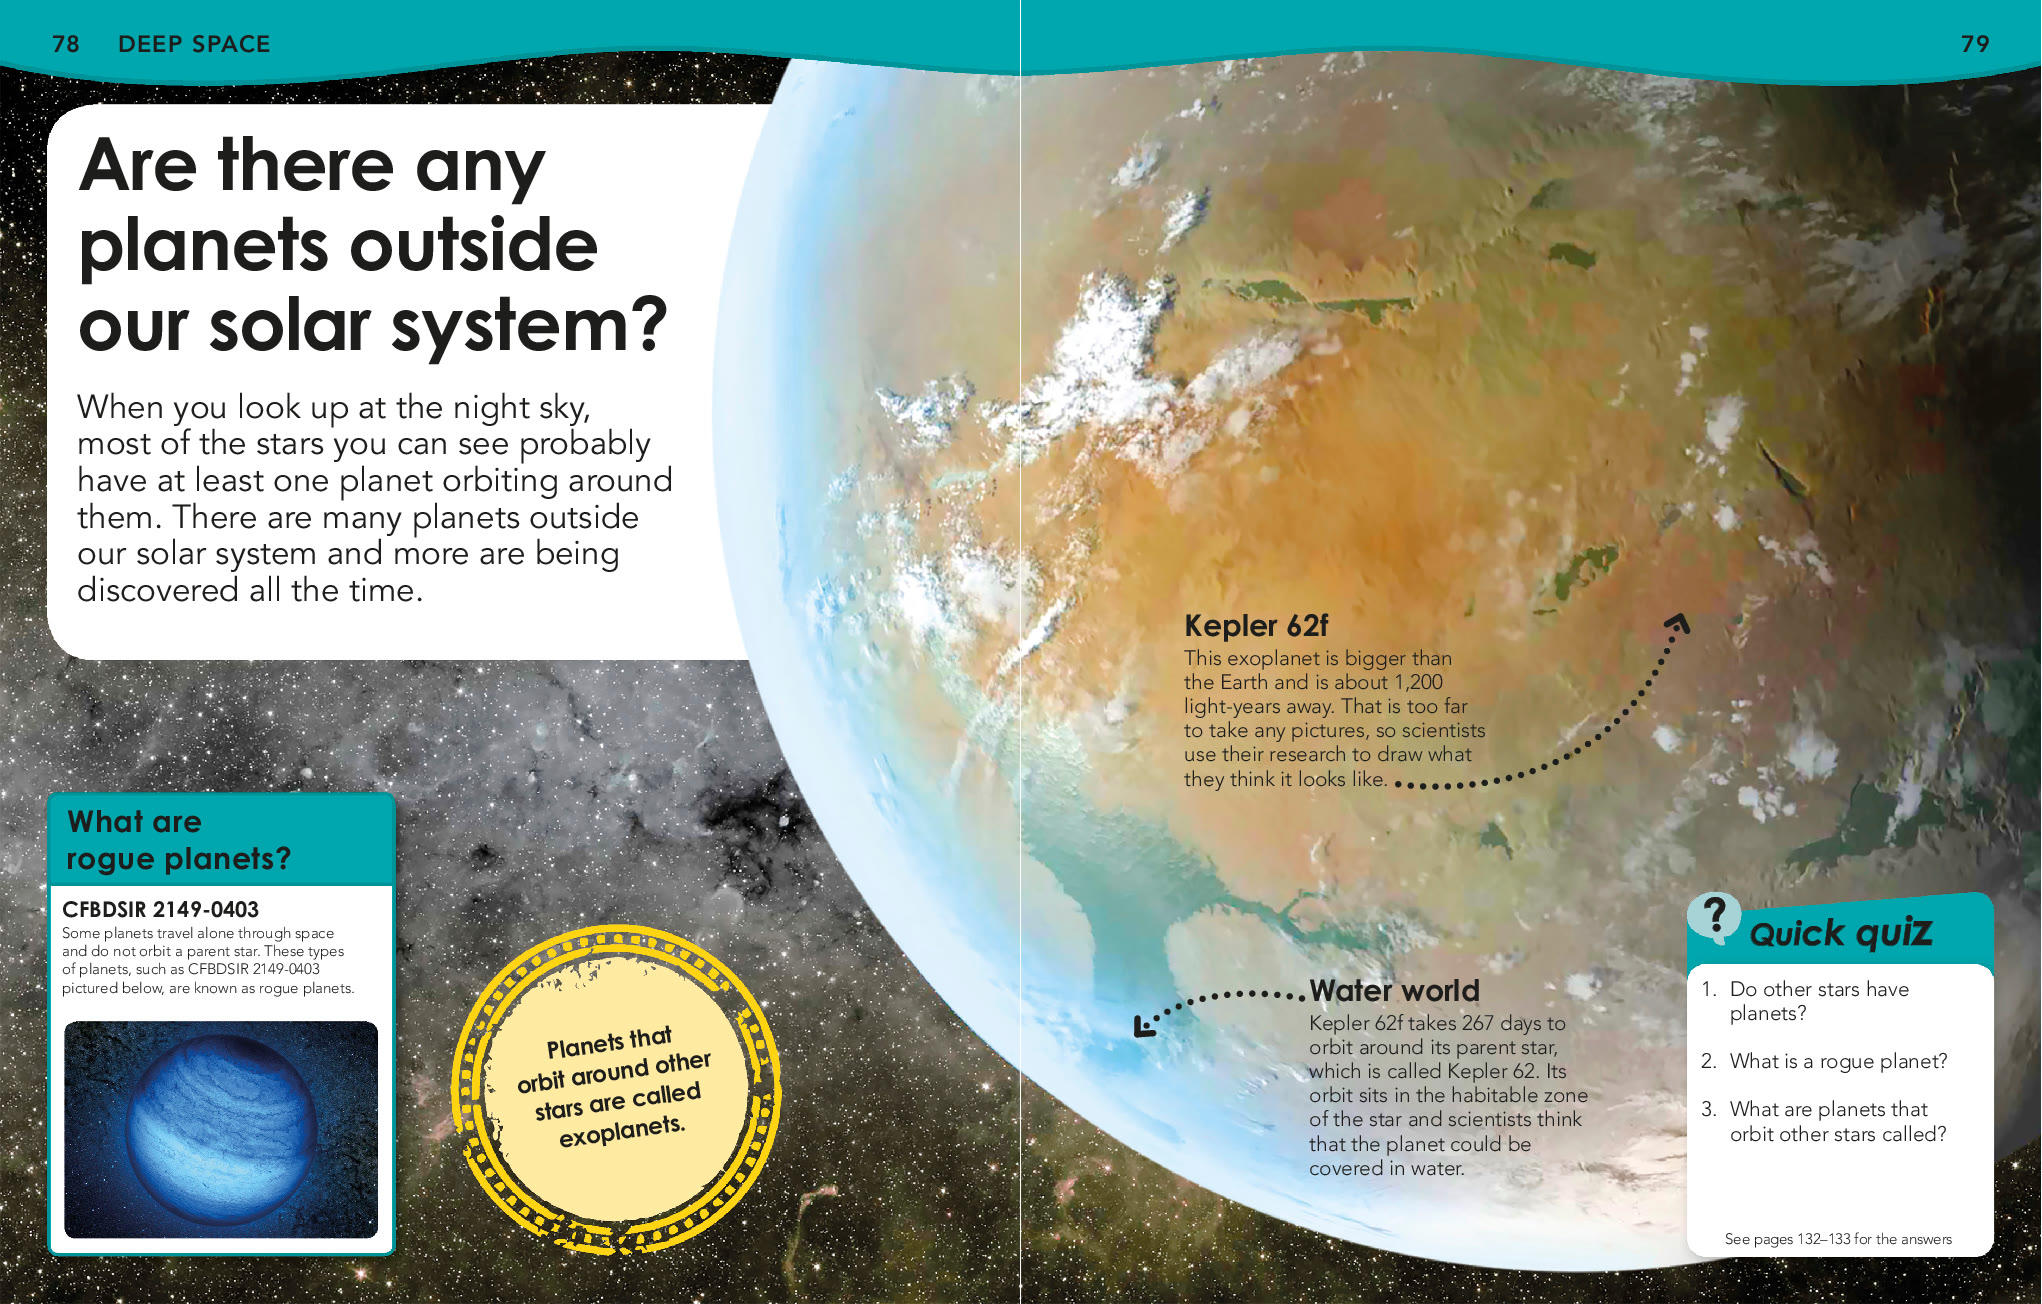 78 DEEP SPACE
79
Are there any
planets outside
our solar system?
When you look up at the night sky,
most of the stars you can see probably
have at least one planet orbiting around
them. There are many planets outside
our solar system and more are being
discovered all the time.
Kepler 62f
This exoplanet is bigger than
the Earth and is about 1,200
light-years away. That is too far
to take any pictures, so scientists
use their research to draw what
they think it looks like.
What are
rogue planets?
CFBDSIR 2149-0403
Some planets travel alone through space
and do not orbit a parent star. These types
of planets, such as CFBDSIR 2149-0403
pictured below, are known as rogue planets.
Planets that
orbit around other
stars are called
exoplanets.
Water world
Kepler 62f takes 267 days to
orbit around its parent star,
which is called Kepler 62. Its
orbit sits in the habitable zone
of the star and scientists think
that the planet could be
covered in water.
? Quick quiz
1. Do other stars have
planets?
2. What is a rogue planet?
3. What are planets that
orbit other stars called?
See pages 132–133 for the answers